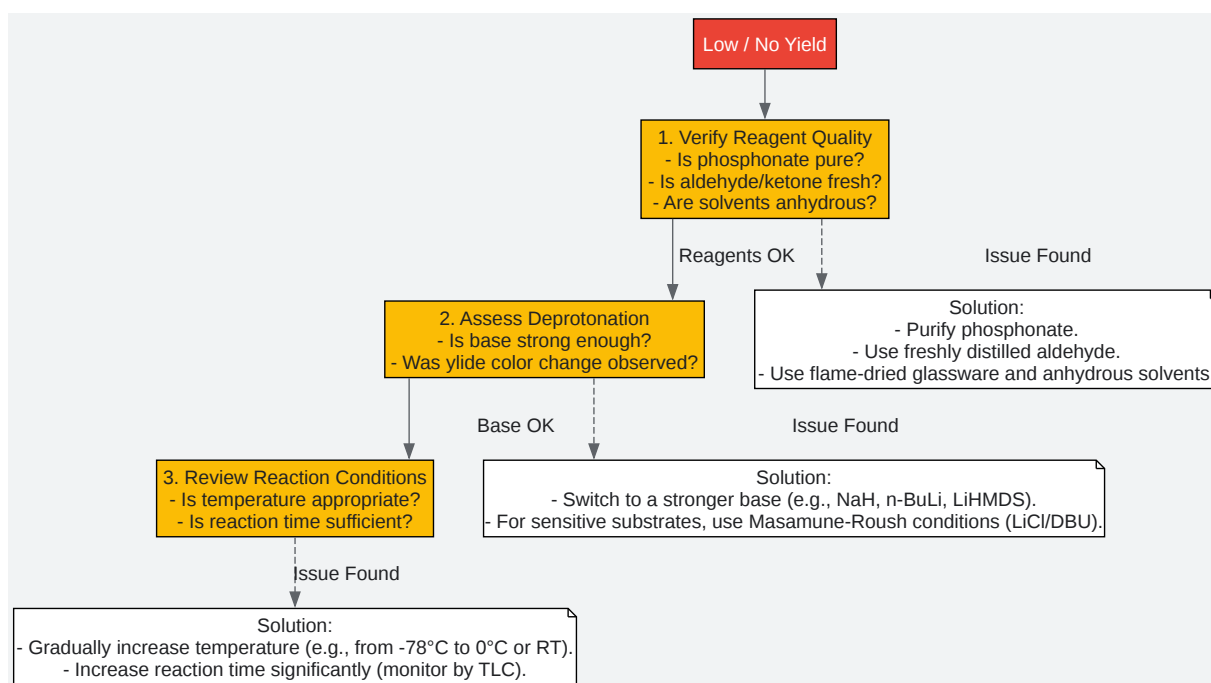 Low / No Yield
1. Verify Reagent Quality
- Is phosphonate pure?
- Is aldehyde/ketone fresh?
- Are solvents anhydrous?
Reagents OK
Issue Found
Solution:
- Purify phosphonate.
- Use freshly distilled aldehyde.
- Use flame-dried glassware and anhydrous solvents
2. Assess Deprotonation
- Is base strong enough?
- Was ylide color change observed?
Base OK
Issue Found
Solution:
- Switch to a stronger base (e.g., NaH, n-BuLi, LiHMDS).
- For sensitive substrates, use Masamune-Roush conditions (LiCl/DBU).
3. Review Reaction Conditions
- Is temperature appropriate?
- Is reaction time sufficient?
Issue Found
Solution:
- Gradually increase temperature (e.g., from -78°C to 0°C or RT).
- Increase reaction time significantly (monitor by TLC).